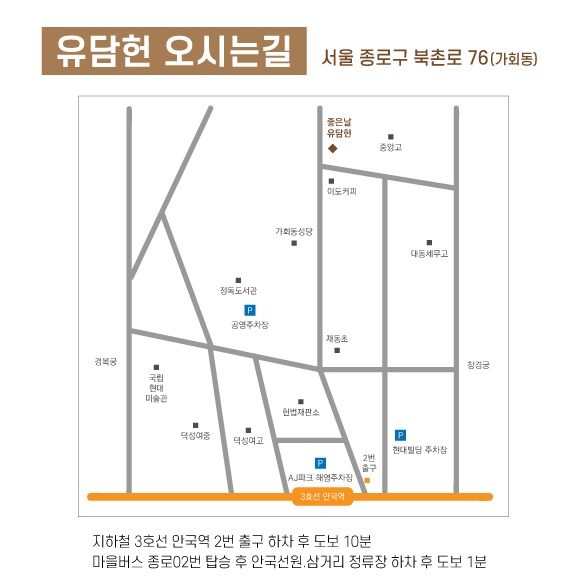 유담헌 오시는길
서울 종로구 북촌로 76(가회동)
좋은날
유담헌
중앙고
이도커피
가회동성당
대동세무고
정독도서관
P
공영주차장
재동초
경복궁
창경궁
국립
현대
미술관
헌법재판소
덕성여중
덕성여고
P
현대빌딩 주차장
2번
출구
P
AJ파크 해영주차장
3호선 안국역
지하철 3호선 안국역 2번 출구 하차 후 도보 10분
마을버스 종로02번 탑승 후 안국선원.삼거리 정류장 하차 후 도보 1분